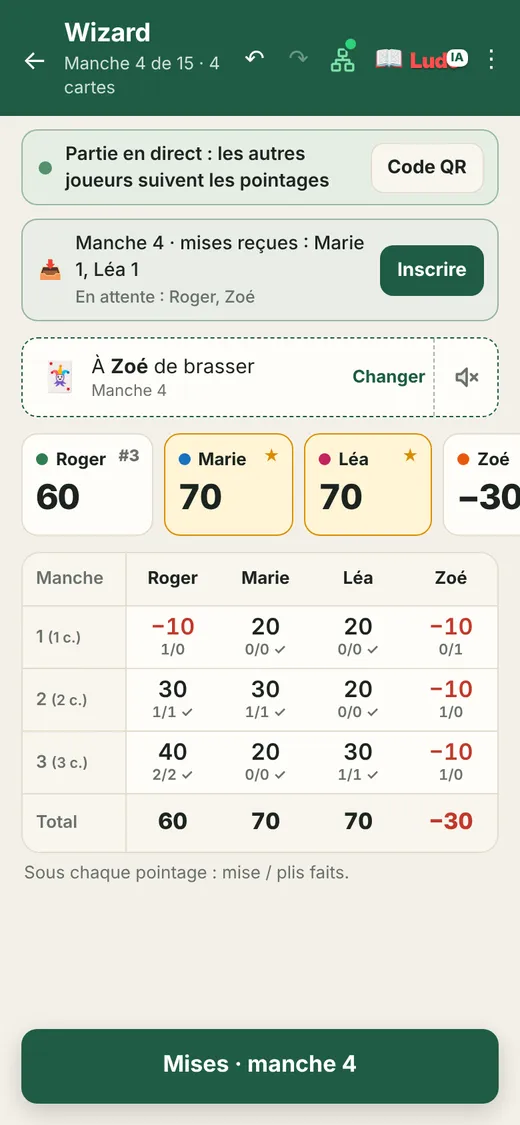 Wizard
Manche 4 de 15 · 4
cartes
Lud IA
Partie en direct : les autres
joueurs suivent les pointages
Code QR
Manche 4 · mises reçues : Marie
1, Léa 1
En attente : Roger, Zoé
Inscrire
À Zoé de brasser
Manche 4
Changer
Roger #3
60
Marie ★
70
Léa ★
70
Zoé
−30
Manche Roger Marie Léa Zoé
1 (1 c.) −10 20 20 −10
1/0 0/0 ✓ 0/0 ✓ 0/1
2 (2 c.) 30 30 20 −10
1/1 ✓ 1/1 ✓ 0/0 ✓ 1/0
3 (3 c.) 40 20 30 −10
2/2 ✓ 0/0 ✓ 1/1 ✓ 1/0
Total 60 70 70 −30
Sous chaque pointage : mise / plis faits.
Mises · manche 4